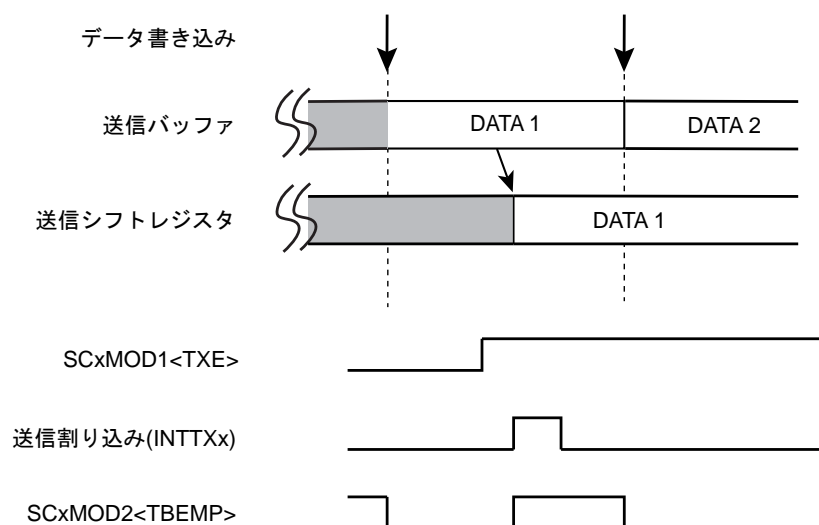 データ書き込み
送信バッファ
DATA 1
DATA 2
送信シフトレジスタ
DATA 1
SCxMOD1<TXE>
送信割り込み(INTTXx)
SCxMOD2<TBEMP>